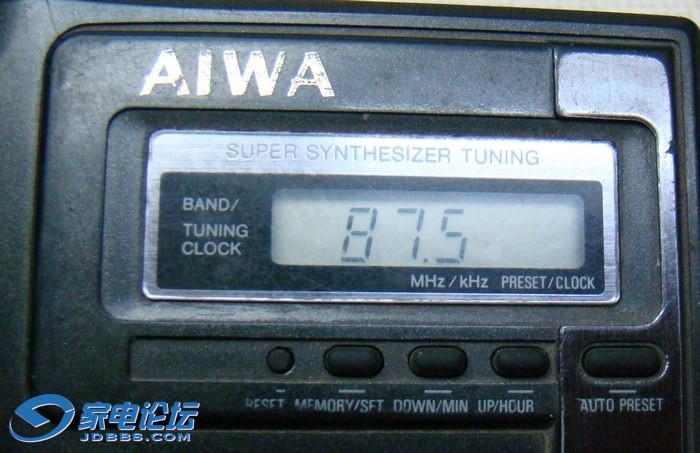 AIWA
SUPER SYNTHESIZER TUNING
BAND/
TUNING
CLOCK
87.5
MHz/kHz PRESET/CLOCK
RESET MEMORY/SET DOWN/MIN UP/HOUR AUTO PRESET
家电论坛
JDBBS.COM